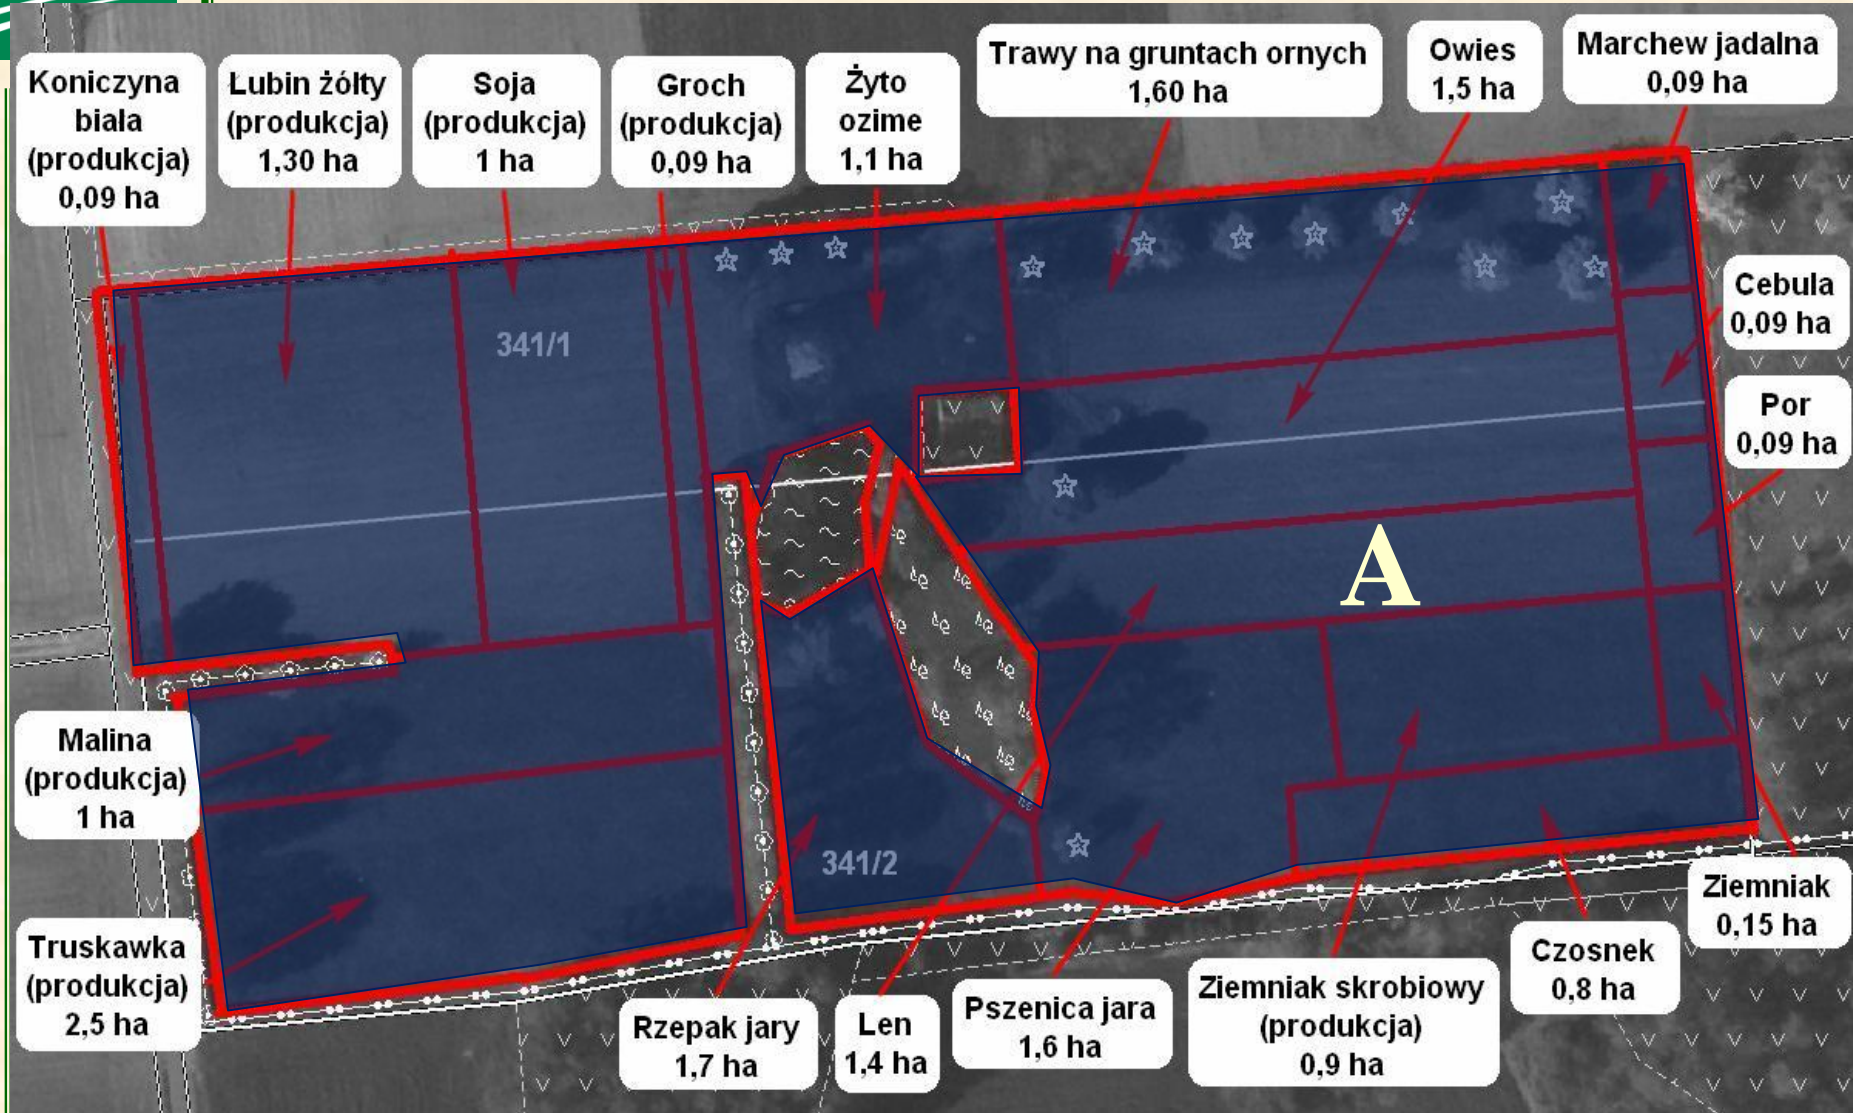 Koniczyna
biała
(produkcja)
0,09 ha
Łubin żółty
(produkcja)
1,30 ha
Soja
(produkcja)
1 ha
Groch
(produkcja)
0,09 ha
Żyto
ozime
1,1 ha
Trawy na gruntach ornych
1,60 ha
Owies
1,5 ha
Marchew jadalna
0,09 ha
Cebula
0,09 ha
Por
0,09 ha
341/1
A
341/2
Malina
(produkcja)
1 ha
Truskawka
(produkcja)
2,5 ha
Rzepak jary
1,7 ha
Len
1,4 ha
Pszenica jara
1,6 ha
Ziemniak skrobiowy
(produkcja)
0,9 ha
Czosnek
0,8 ha
Ziemniak
0,15 ha